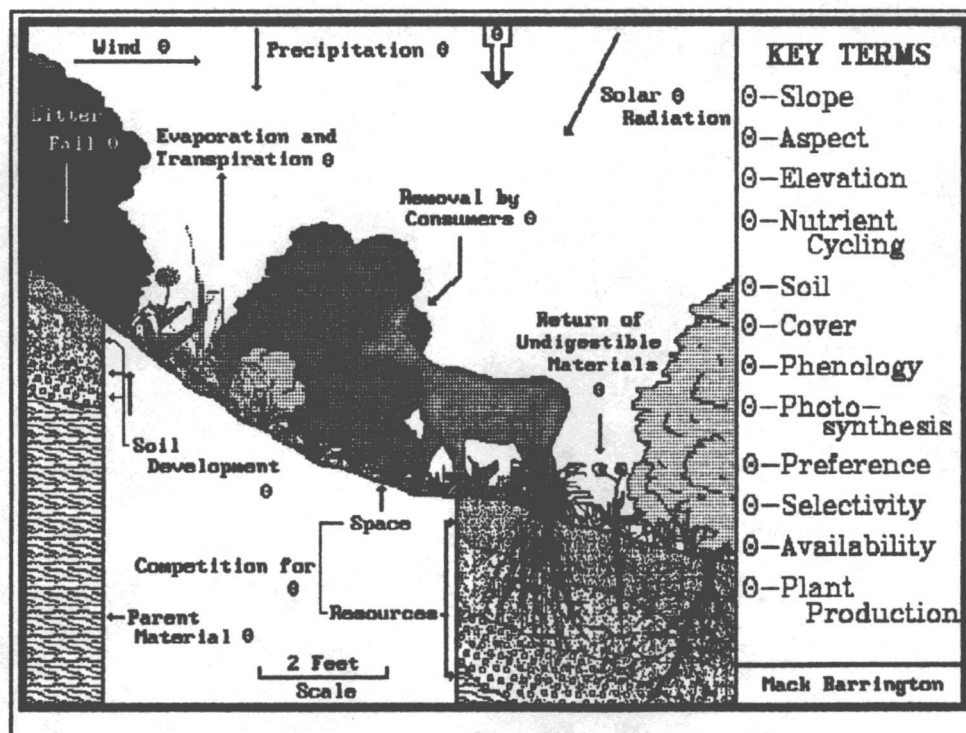 Wind θ
Precipitation θ
θ
Solar θ
Radiation
Litter
Fall θ
Evaporation and
Transpiration θ
Removal by
Consumers θ
Return of
Undigestible
Materials
θ
Soil
Development
θ
Space
Competition for
θ
Resources
Parent
Material θ
2 Feet
Scale
KEY TERMS
θ—Slope
θ—Aspect
θ—Elevation
θ—Nutrient
Cycling
θ—Soil
θ—Cover
θ—Phenology
θ—Photo—
synthesis
θ—Preference
θ—Selectivity
θ—Availability
θ—Plant
Production
Mack Barrington